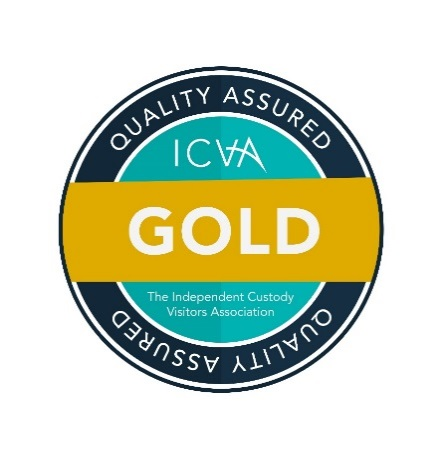 QUALITY ASSURED
ICVA
GOLD
The Independent Custody
Visitors Association
QUALITY ASSURED